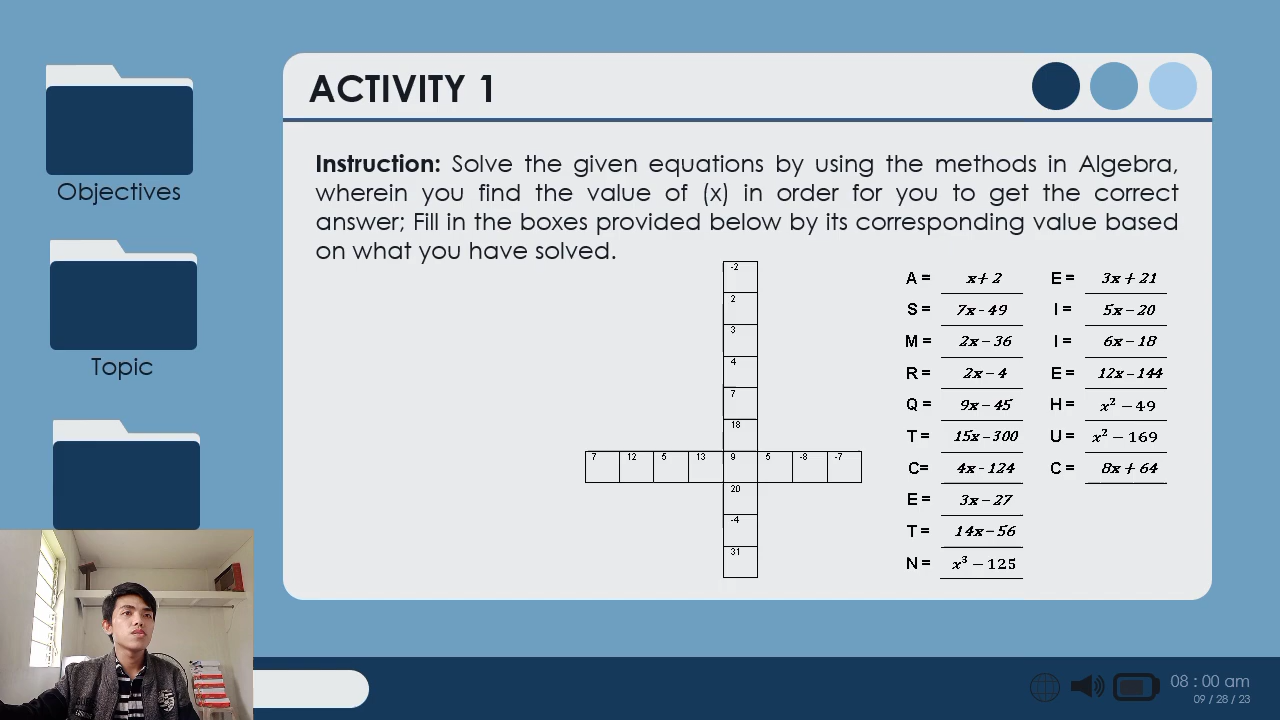 ACTIVITY 1
Objectives
Topic
Instruction: Solve the given equations by using the methods in Algebra,
wherein you find the value of (x) in order for you to get the correct
answer; Fill in the boxes provided below by its corresponding value based
on what you have solved.
-2
2
3
4
7
18
7 12 5 13 9 5 -8 -7
20
-4
31
A = x + 2 E = 3x + 21
S = 7x - 49 I = 5x – 20
M = 2x – 36 I = 6x – 18
R = 2x – 4 E = 12x – 144
Q = 9x – 45 H = x² – 49
T = 15x – 300 U = x² – 169
C= 4x - 124 C = 8x + 64
E = 3x – 27
T = 14x – 56
N = x³ – 125
08 : 00 am
09 / 28 / 23